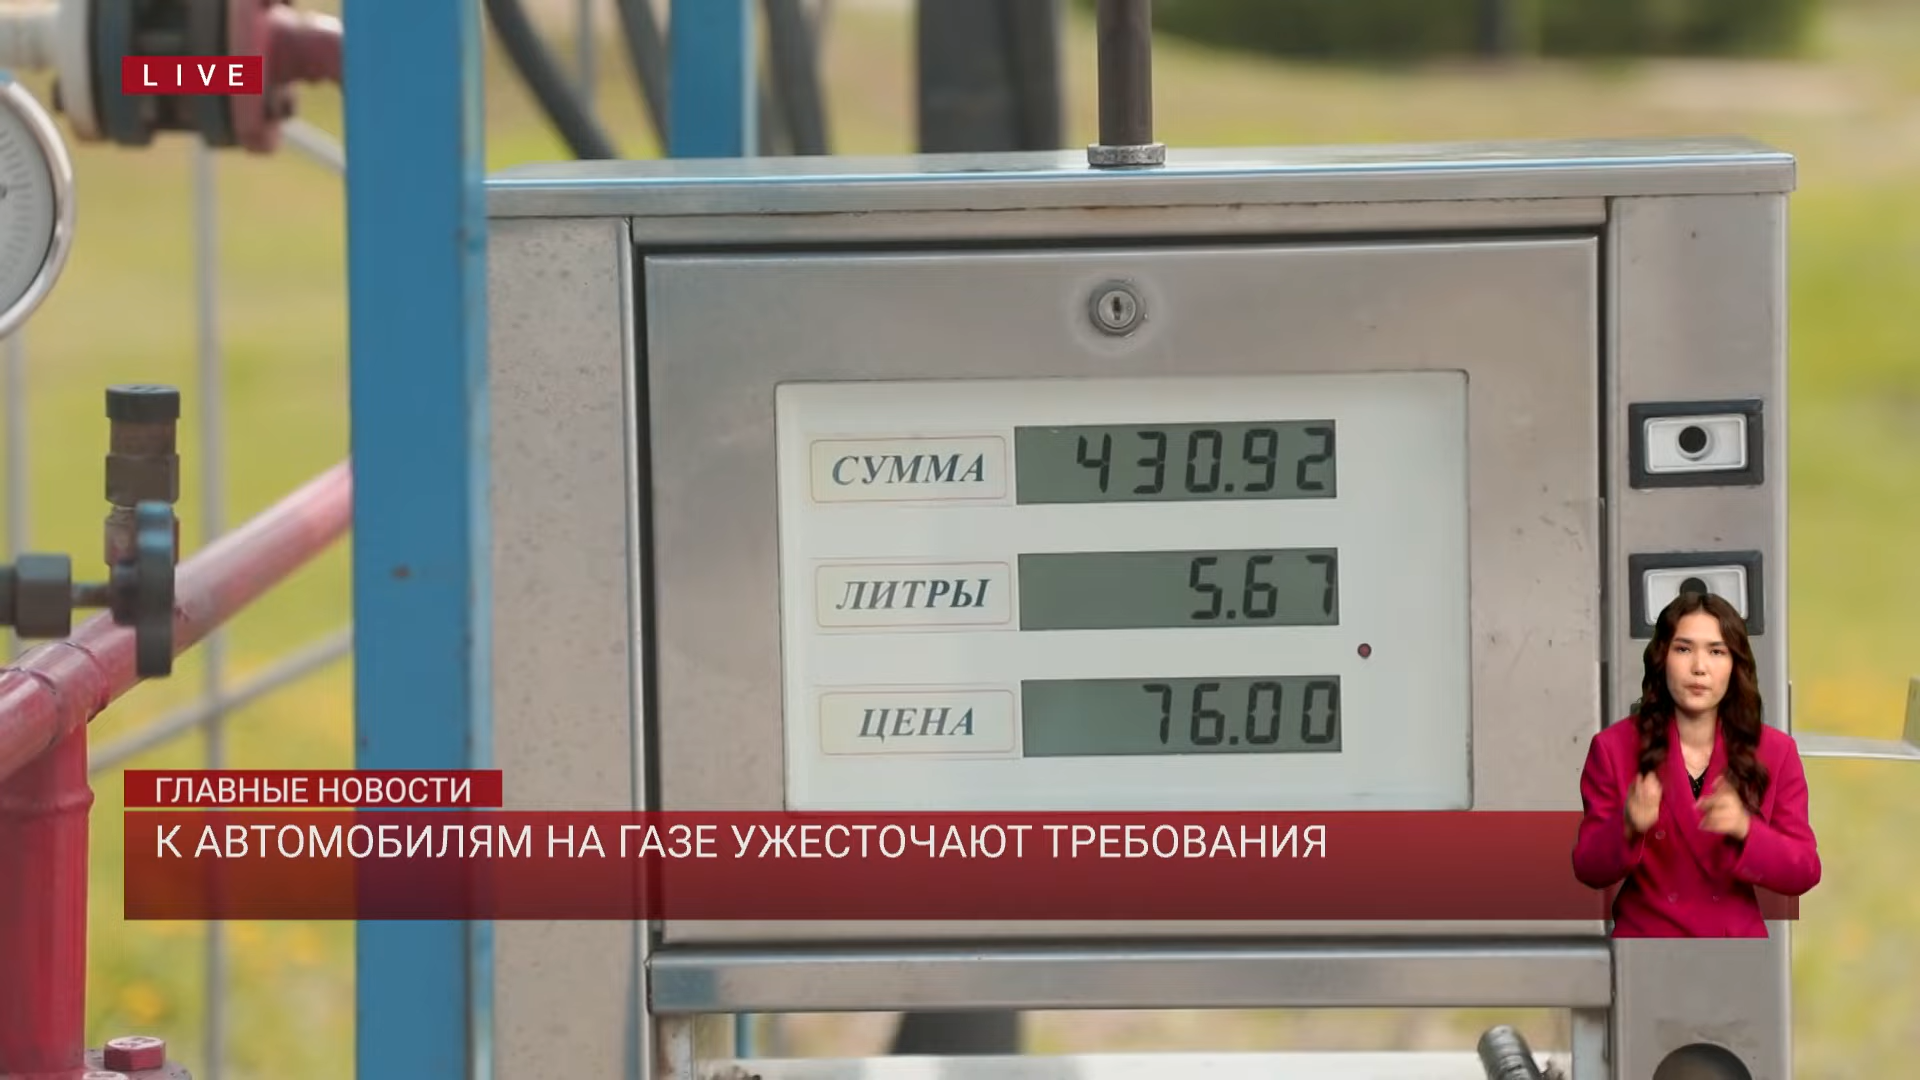 LIVE
СУММА 430.92
ЛИТРЫ 5.67
ЦЕНА 76.00
ГЛАВНЫЕ НОВОСТИ
К АВТОМОБИЛЯМ НА ГАЗЕ УЖЕСТОЧАЮТ ТРЕБОВАНИЯ